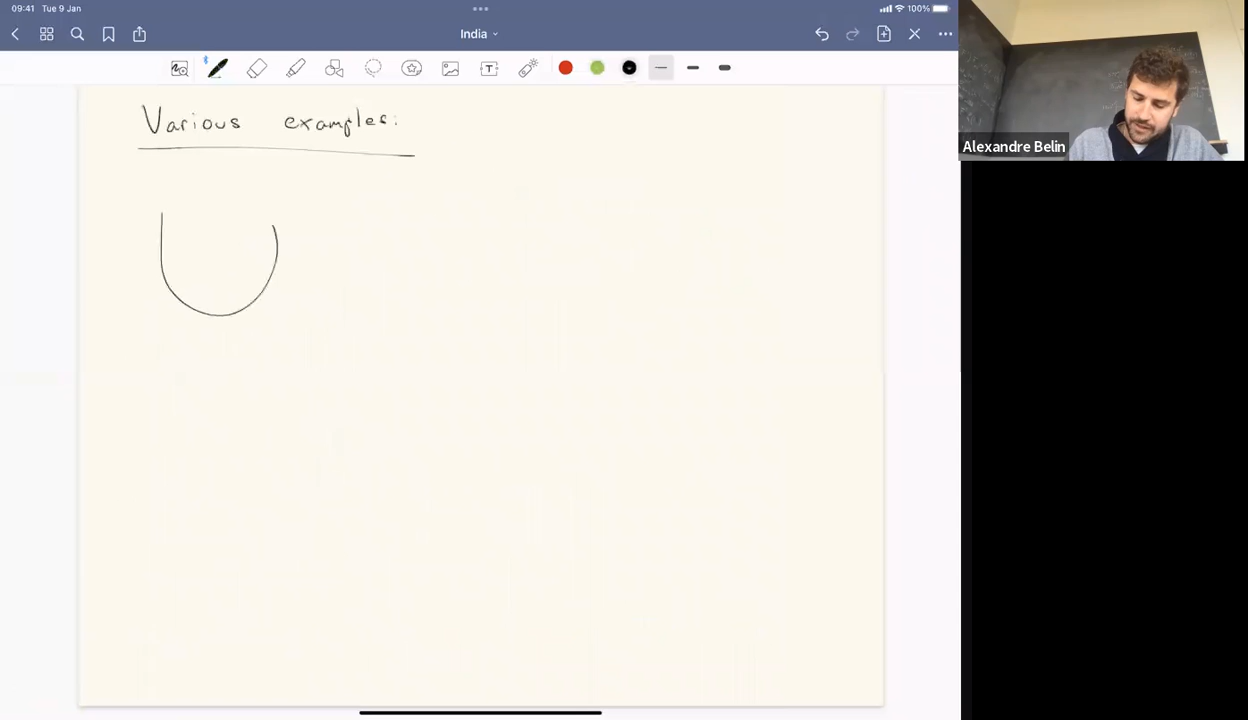 09:41 Tue 9 Jan
100%
India
T
Various examples:
Alexandre Belin